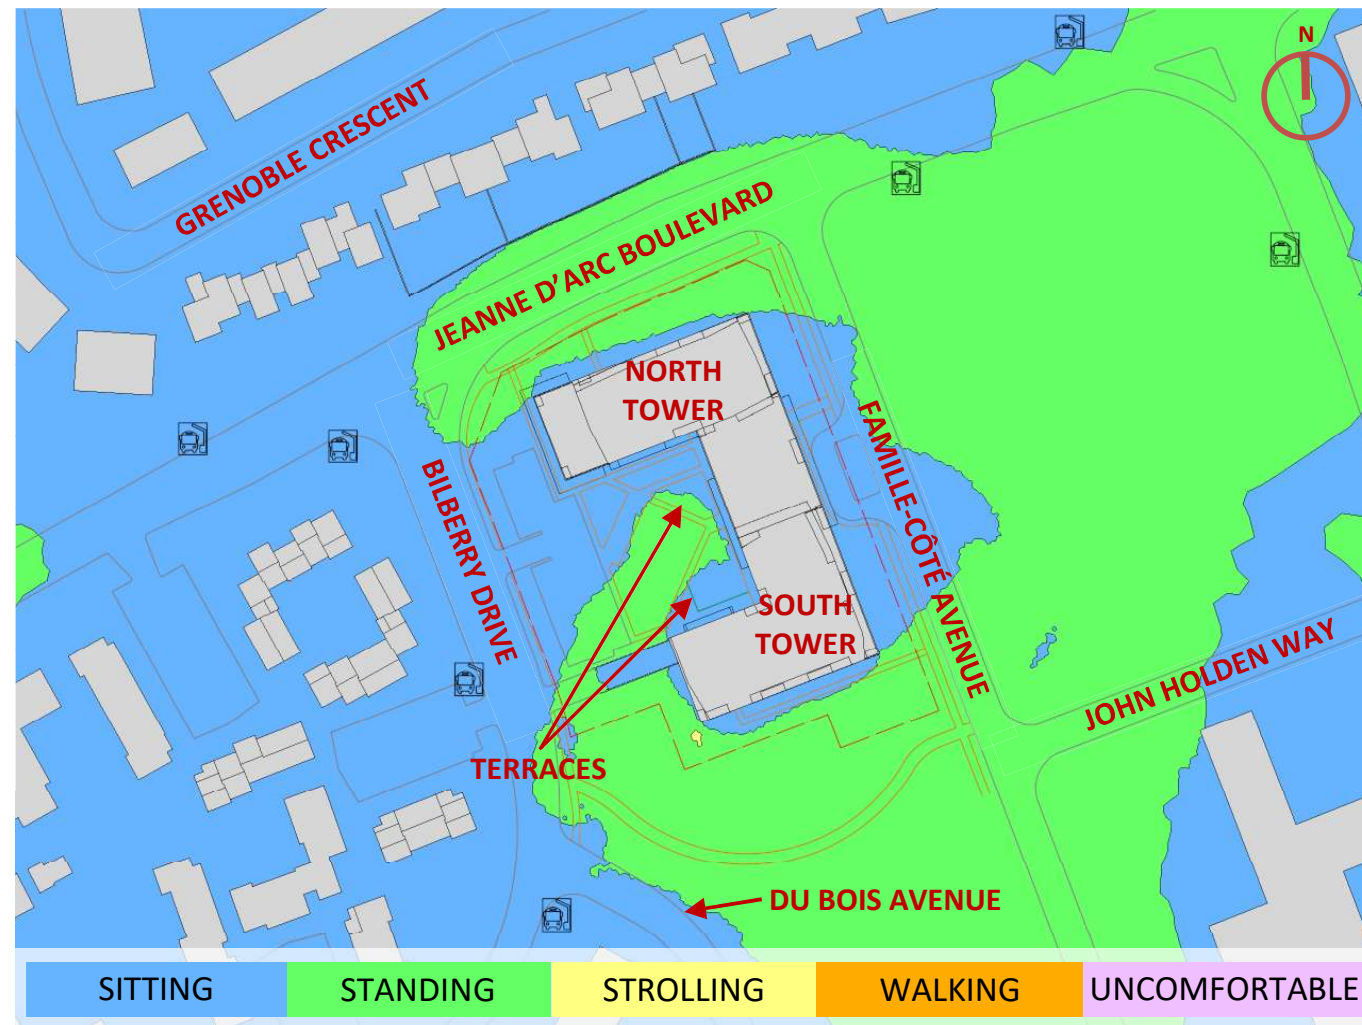 N
GRENOBLE CRESCENT
JEANNE D’ARC BOULEVARD
NORTH
TOWER
BILBERRY DRIVE
FAMILLE-CÔTÉ AVENUE
SOUTH
TOWER
JOHN HOLDEN WAY
TERRACES
DU BOIS AVENUE
SITTING
STANDING
STROLLING
WALKING
UNCOMFORTABLE